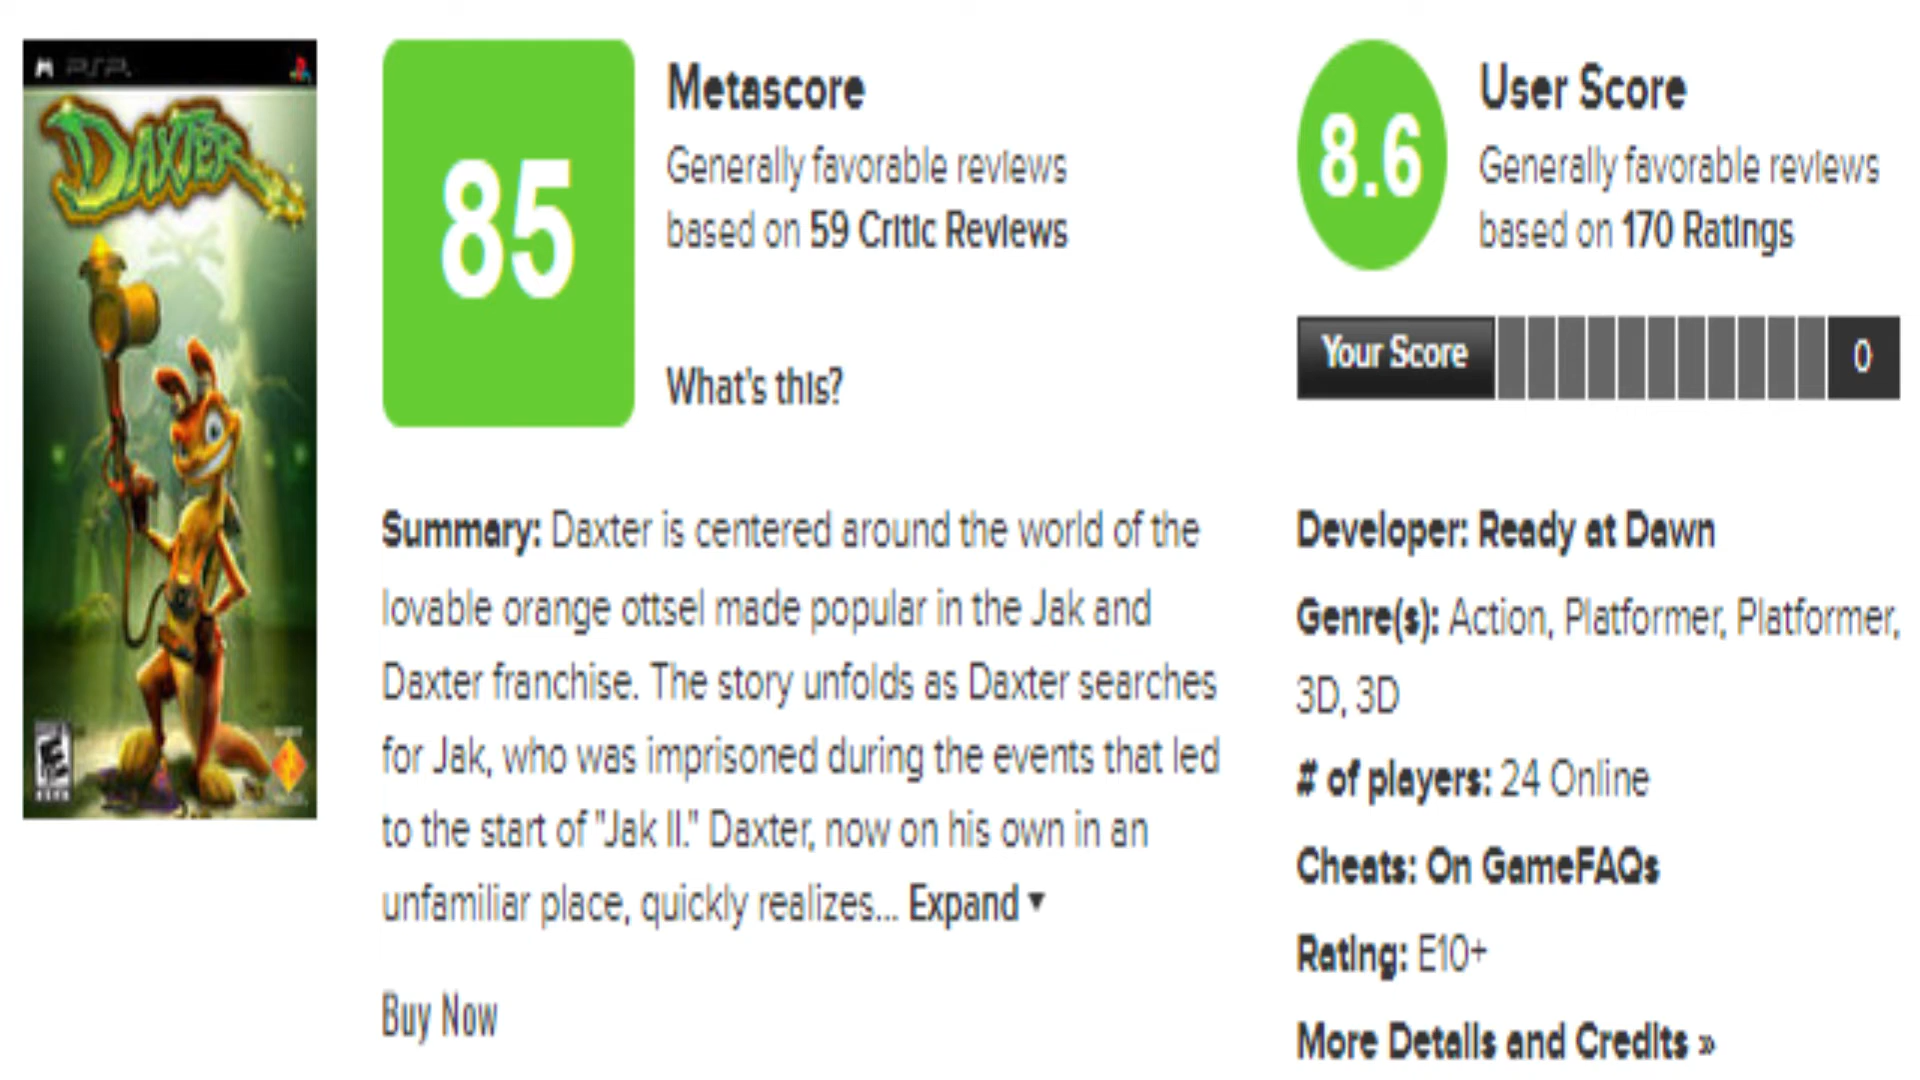 PSP
DAXTER
85
Metascore
Generally favorable reviews
based on 59 Critic Reviews
What's this?
8.6
User Score
Generally favorable reviews
based on 170 Ratings
Your Score
0
Summary: Daxter is centered around the world of the
lovable orange ottsel made popular in the Jak and
Daxter franchise. The story unfolds as Daxter searches
for Jak, who was imprisoned during the events that led
to the start of "Jak II." Daxter, now on his own in an
unfamiliar place, quickly realizes... Expand ▼
Buy Now
Developer: Ready at Dawn
Genre(s): Action, Platformer, Platformer,
3D, 3D
# of players: 24 Online
Cheats: On GameFAQs
Rating: E10+
More Details and Credits »